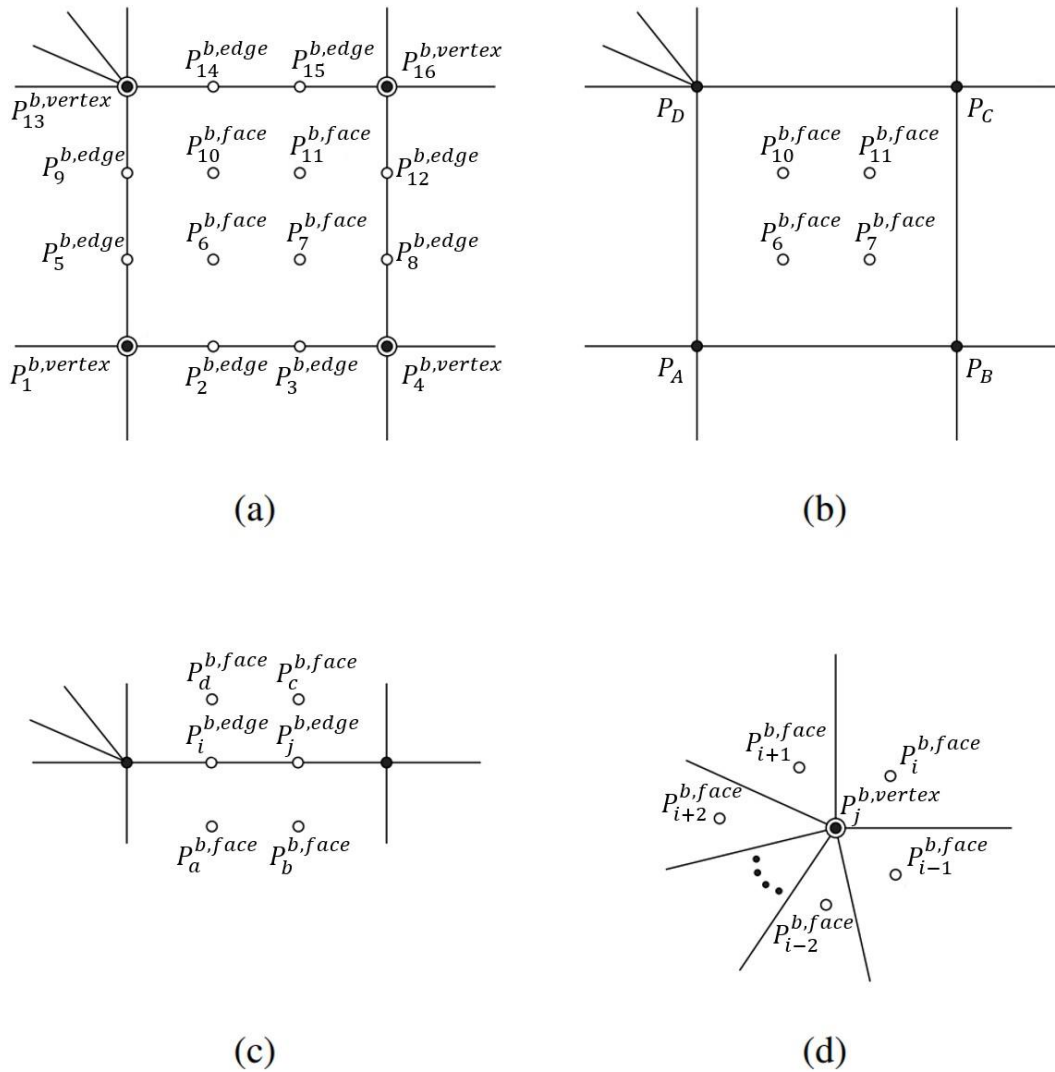 P_{14}^{b,edge} P_{15}^{b,edge} P_{16}^{b,vertex}
P_{13}^{b,vertex}
P_{10}^{b,face} P_{11}^{b,face}
P_9^{b,edge} P_{12}^{b,edge}
P_6^{b,face} P_7^{b,face}
P_5^{b,edge} P_8^{b,edge}
P_1^{b,vertex} P_2^{b,edge} P_3^{b,edge} P_4^{b,vertex}
(a)
P_D P_C
P_{10}^{b,face} P_{11}^{b,face}
P_6^{b,face} P_7^{b,face}
P_A P_B
(b)
P_d^{b,face} P_c^{b,face}
P_i^{b,edge} P_j^{b,edge}
P_a^{b,face} P_b^{b,face}
(c)
P_{i+1}^{b,face} P_i^{b,face}
P_{i+2}^{b,face} P_j^{b,vertex}
P_{i-1}^{b,face}
P_{i-2}^{b,face}
(d)